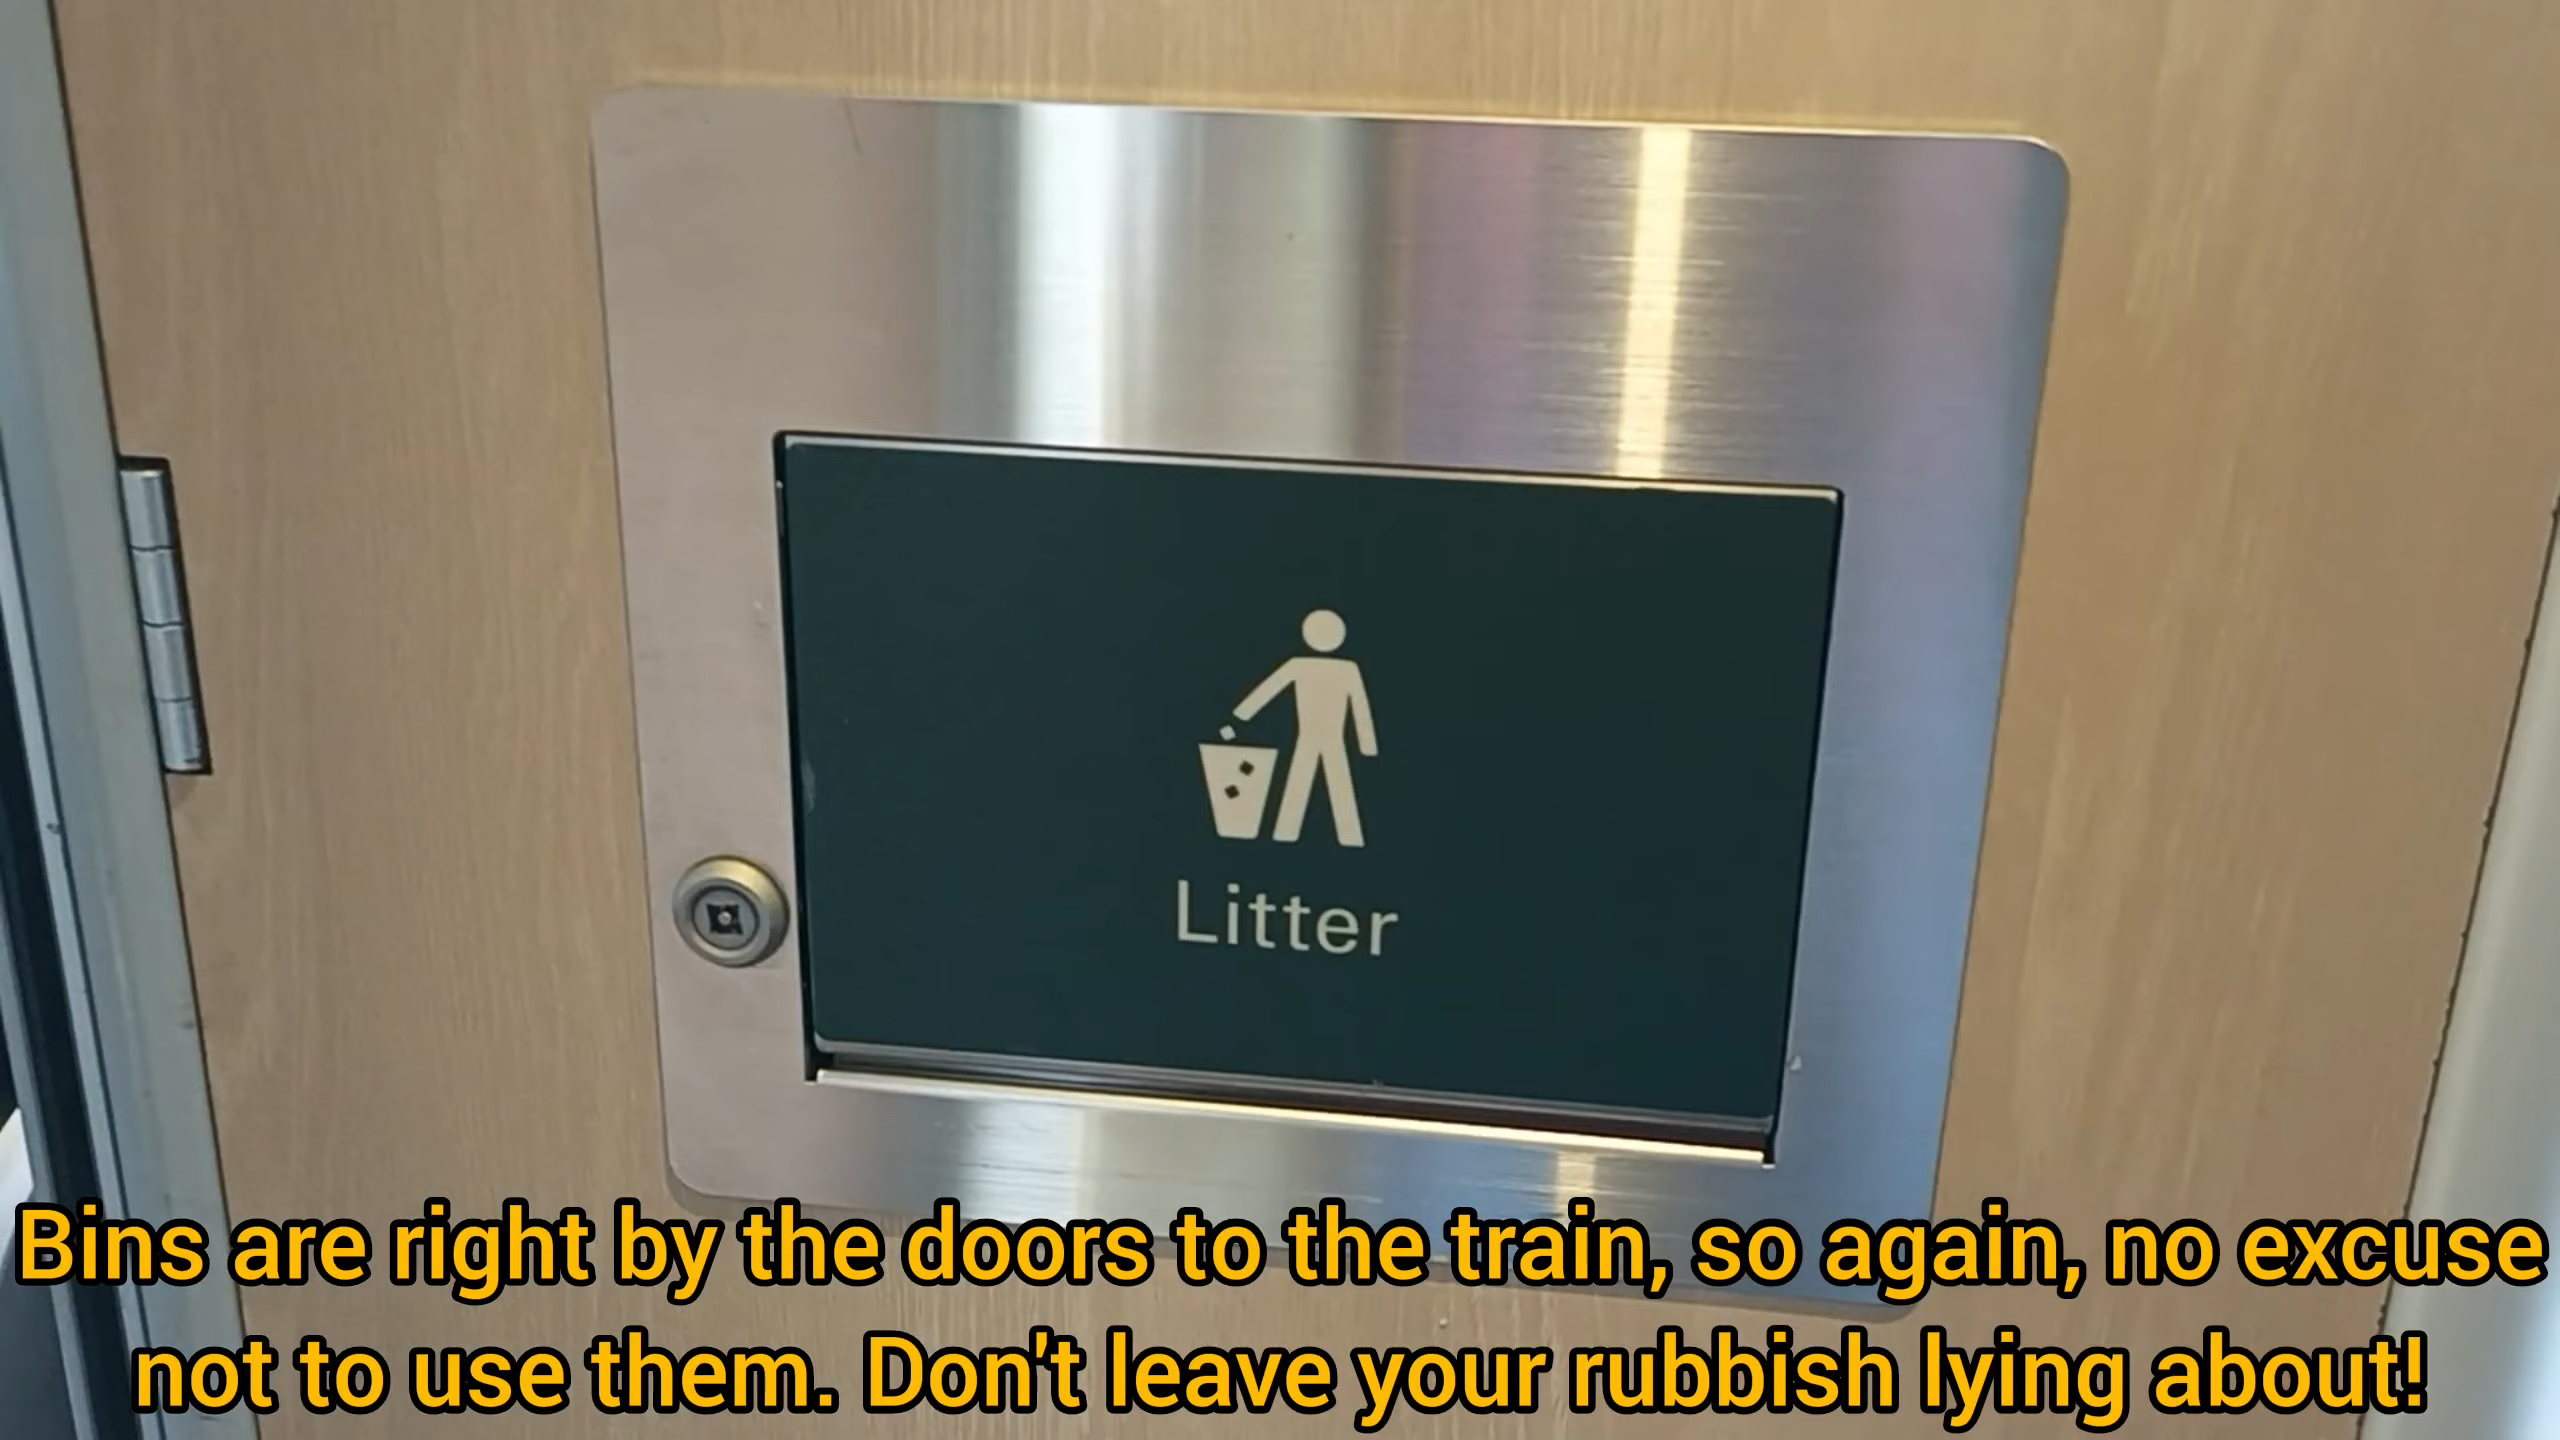 Litter
Bins are right by the doors to the train, so again, no excuse
not to use them. Don't leave your rubbish lying about!